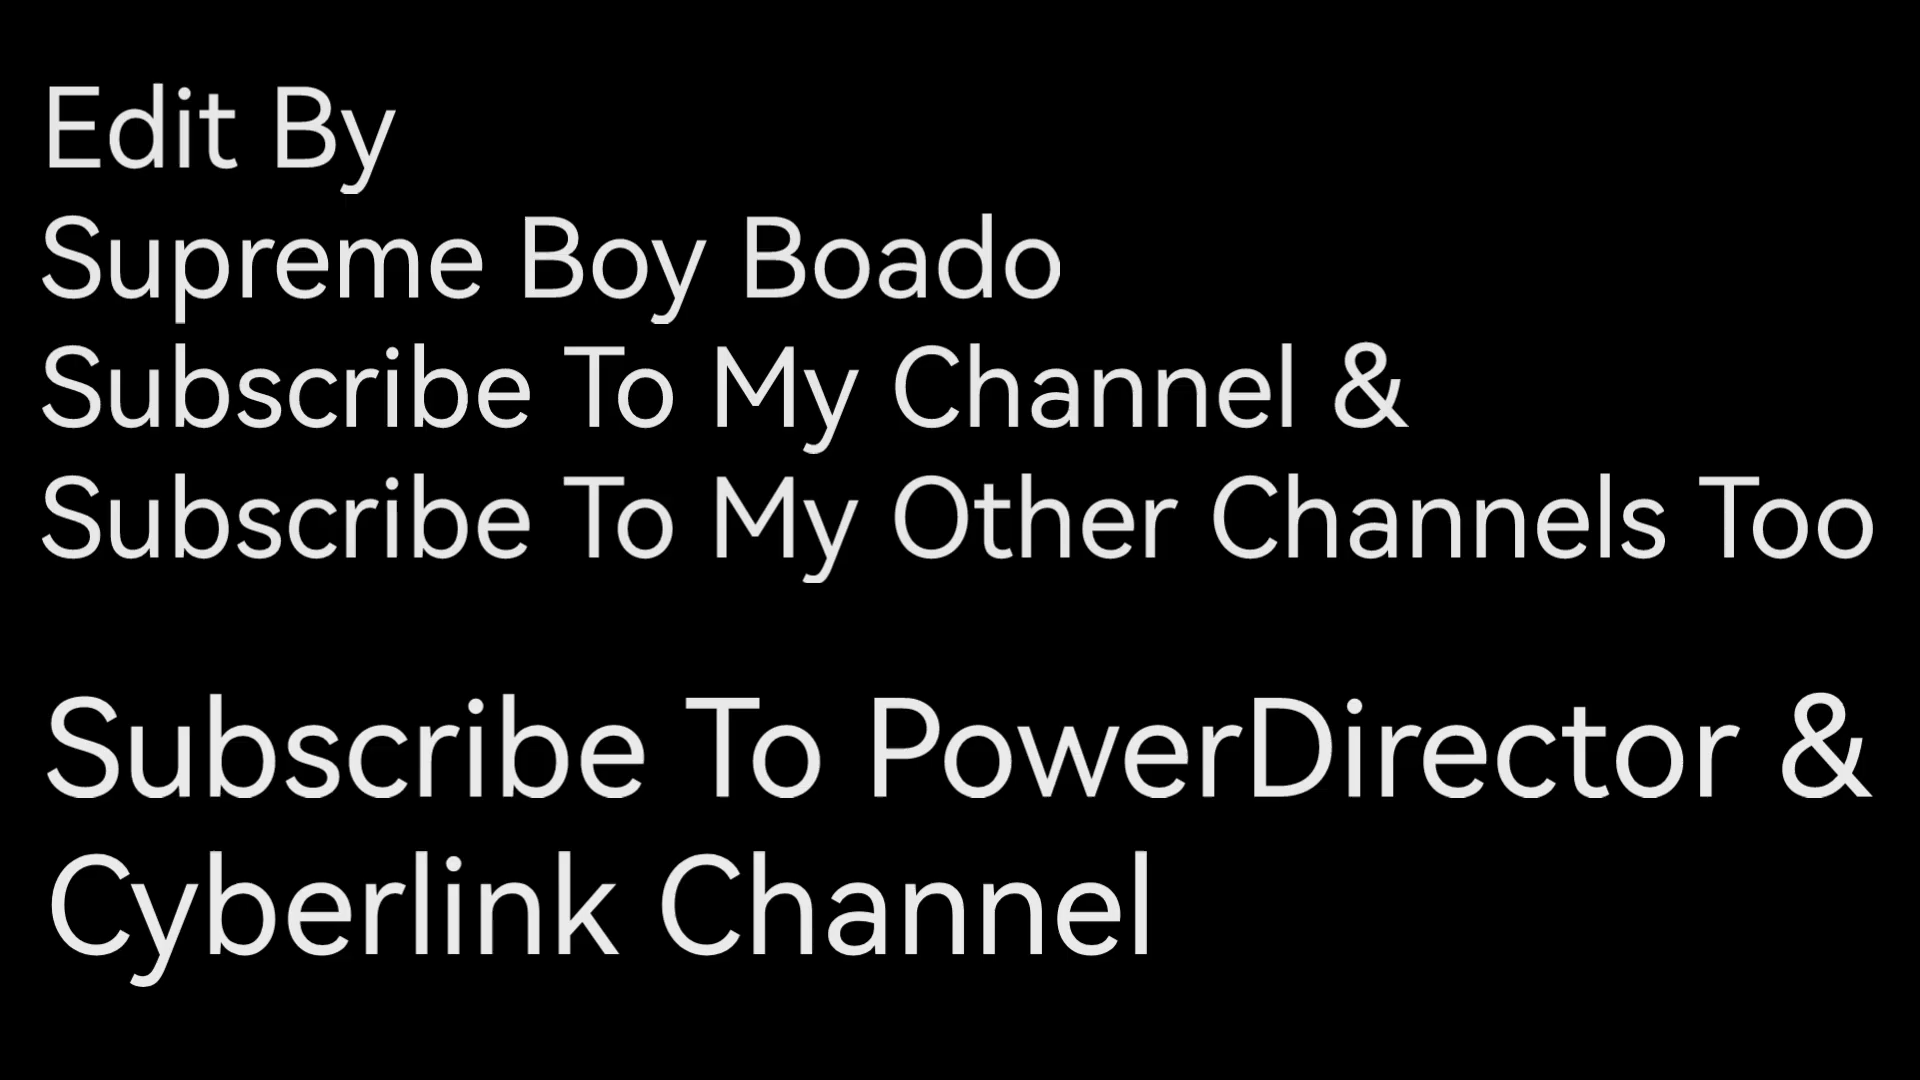 Edit By
Supreme Boy Boado
Subscribe To My Channel &
Subscribe To My Other Channels Too
Subscribe To PowerDirector &
Cyberlink Channel